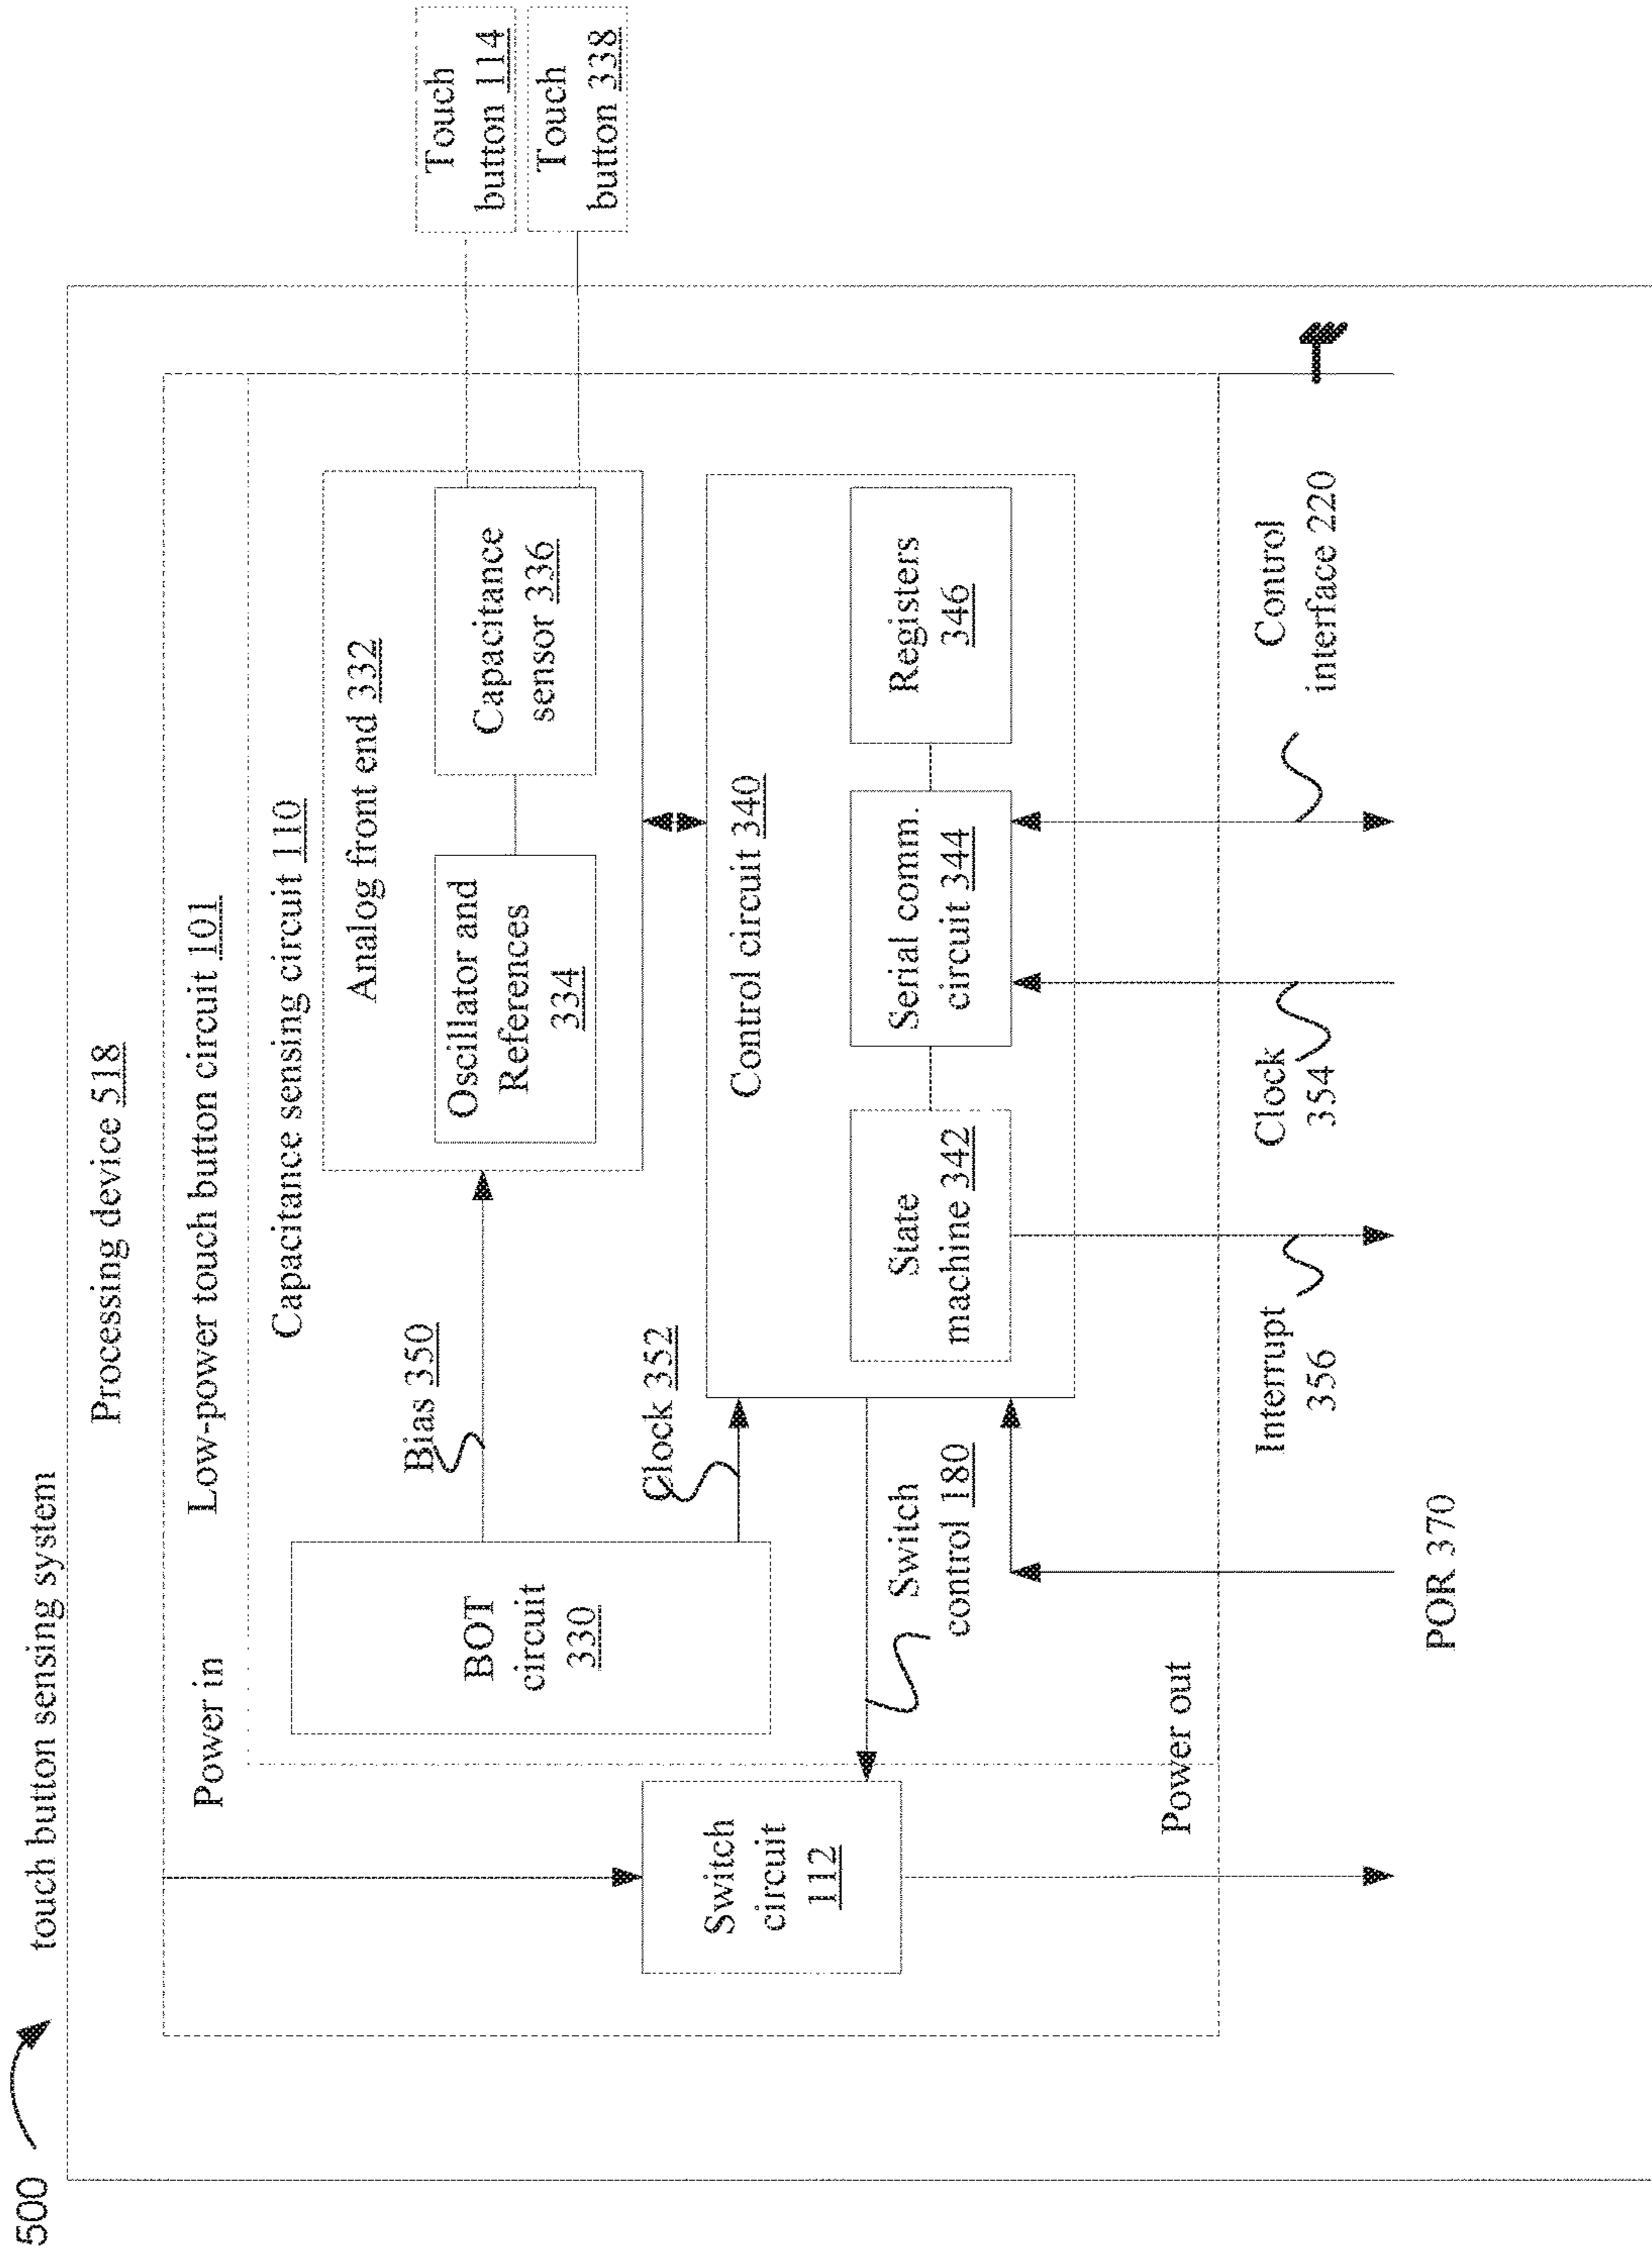 500
touch button sensing system
Processing device 518
Low-power touch button circuit 101
Power in
Capacitance sensing circuit 110
Analog front end 332
BOT
circuit
330
Bias 350
Oscillator and
References
334
Capacitance
sensor 336
Touch
button 114
Touch
button 338
Clock 352
Control circuit 340
Switch
circuit
112
Switch
control 180
State
machine 342
Serial comm.
circuit 344
Registers
346
Power out
Interrupt
356
Clock
354
Control
interface 220
POR 370